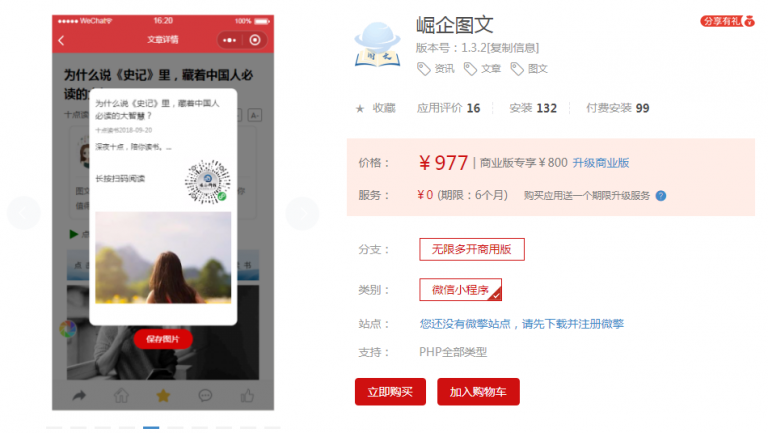 WeChat
16:20
100%
文章详情
为什么说《史记》里，藏着中国人必
读的大
为什么说《史记》里，藏着中国人
必读的大智慧？
十点读书2018-09-20
深夜十点，陪你读书。...
长按扫码阅读
A-
保存图片
崛企图文
分享有礼
版本号：1.3.2[复制信息]
资讯
文章
图文
收藏
应用评价 16
安装 132
付费安装 99
价格：
￥977 | 商业版专享￥800 升级商业版
服务：
￥0 (期限：6个月) 购买应用送一个期限升级服务 ?
分支：
无限多开商用版
类别：
微信小程序
站点：
您还没有微擎站点，请先下载并注册微擎
支持：
PHP全部类型
立即购买
加入购物车